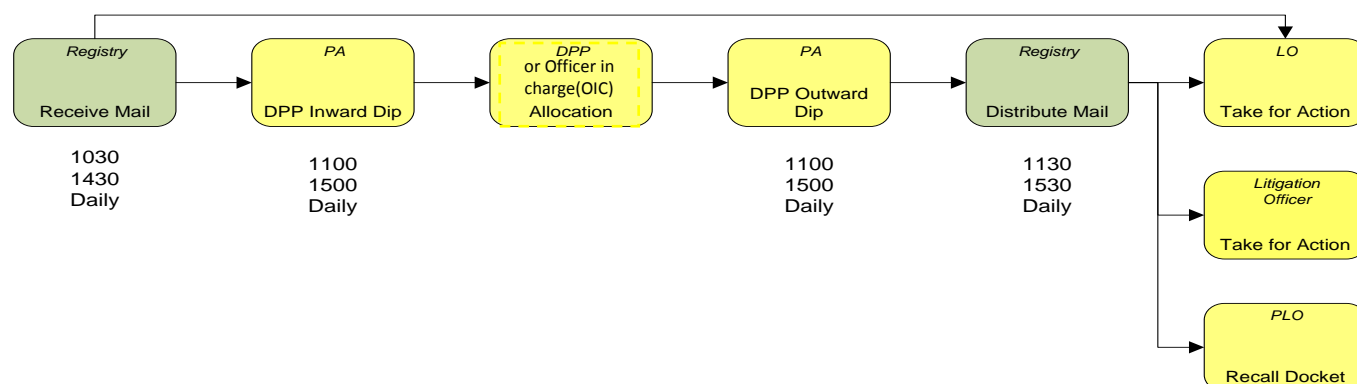 Registry
Receive Mail
1030
1430
Daily
PA
DPP Inward Dip
1100
1500
Daily
DPP
or Officer in
charge(OIC)
Allocation
PA
DPP Outward
Dip
1100
1500
Daily
Registry
Distribute Mail
1130
1530
Daily
LO
Take for Action
Litigation
Officer
Take for Action
PLO
Recall Docket